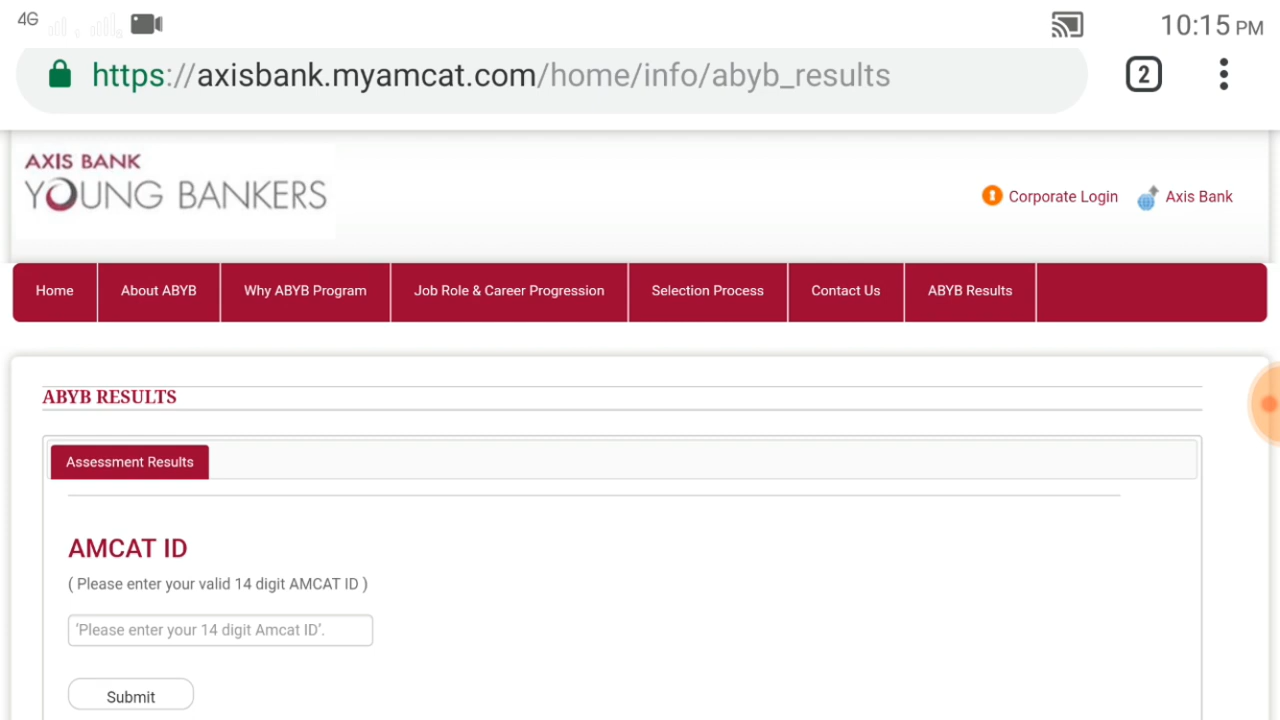 4G 10:15 PM
https://axisbank.myamcat.com/home/info/abyb_results 2
AXIS BANK
YOUNG BANKERS
Corporate Login Axis Bank
Home About ABYB Why ABYB Program Job Role & Career Progression Selection Process Contact Us ABYB Results
ABYB RESULTS
Assessment Results
AMCAT ID
( Please enter your valid 14 digit AMCAT ID )
'Please enter your 14 digit Amcat ID'.
Submit